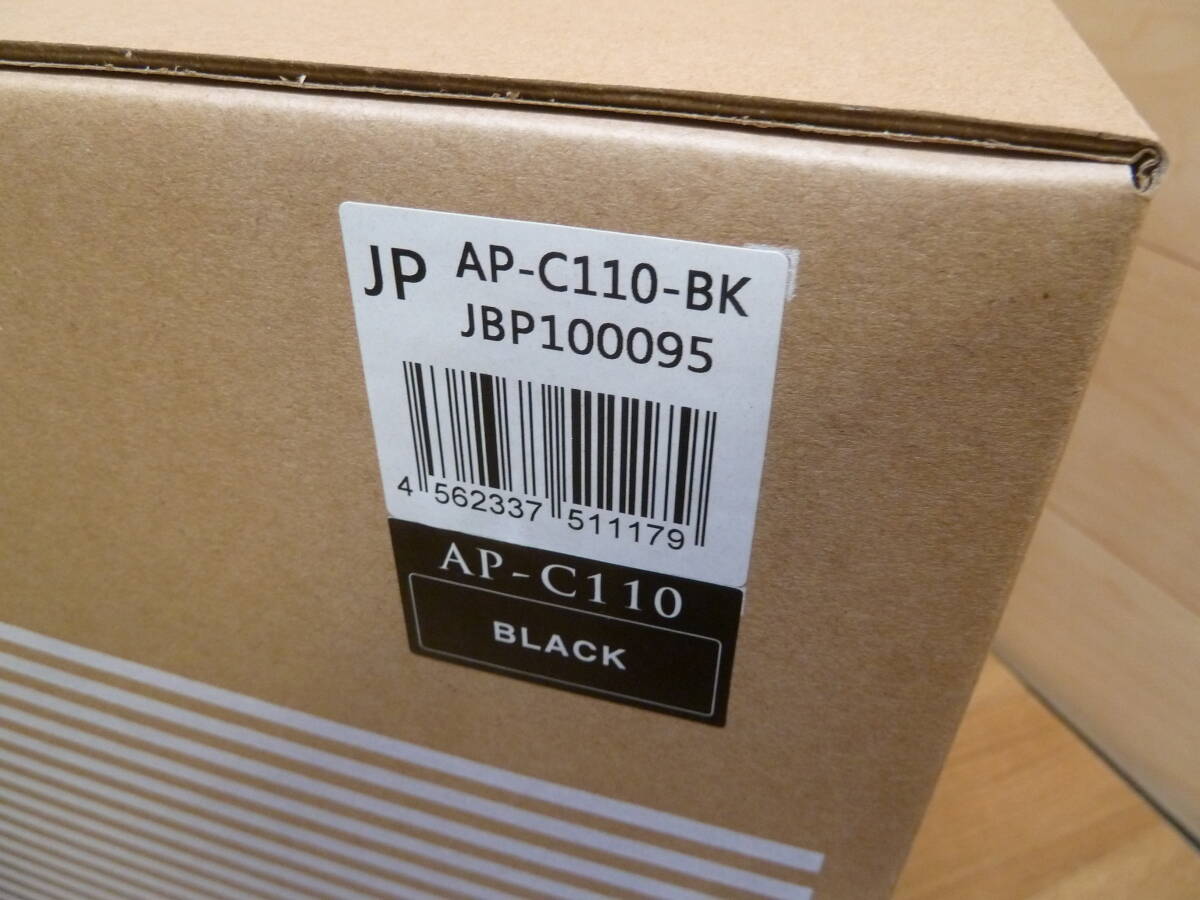 JP AP-C110-BK
JBP100095
4 562337 511179
AP-C110
BLACK